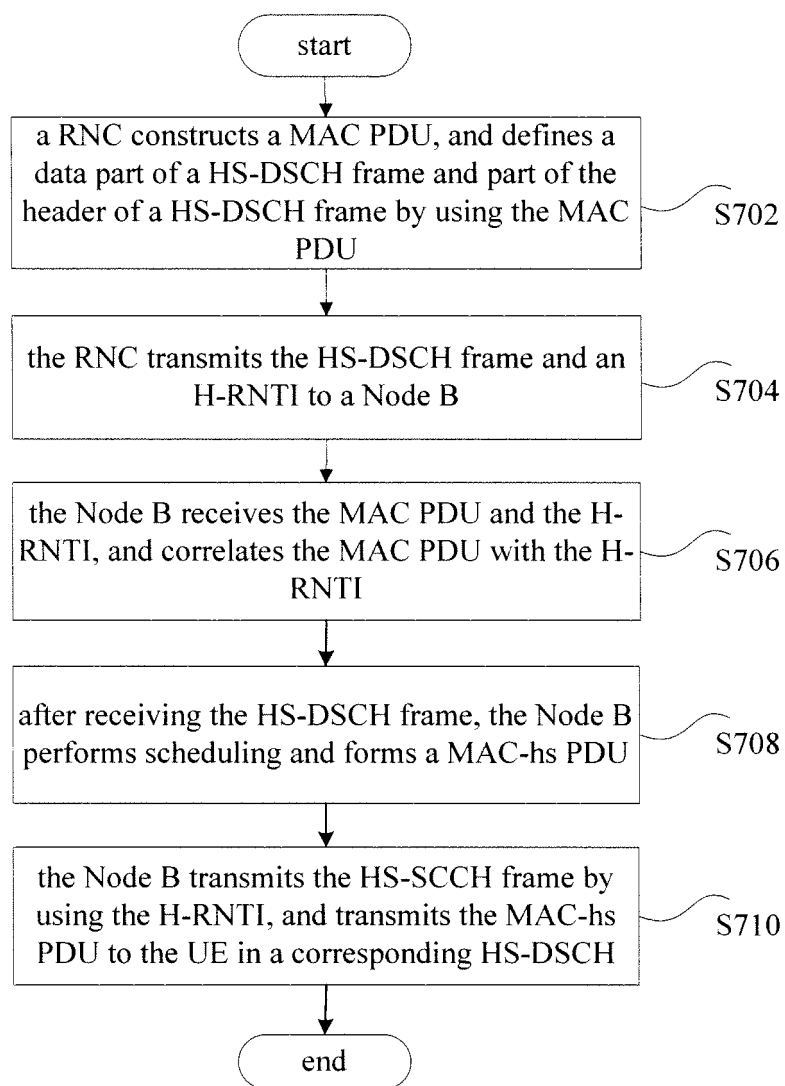 start
a RNC constructs a MAC PDU, and defines a
data part of a HS-DSCH frame and part of the
header of a HS-DSCH frame by using the MAC
PDU
S702
the RNC transmits the HS-DSCH frame and an
H-RNTI to a Node B
S704
the Node B receives the MAC PDU and the H-
RNTI, and correlates the MAC PDU with the H-
RNTI
S706
after receiving the HS-DSCH frame, the Node B
performs scheduling and forms a MAC-hs PDU
S708
the Node B transmits the HS-SCCH frame by
using the H-RNTI, and transmits the MAC-hs
PDU to the UE in a corresponding HS-DSCH
S710
end